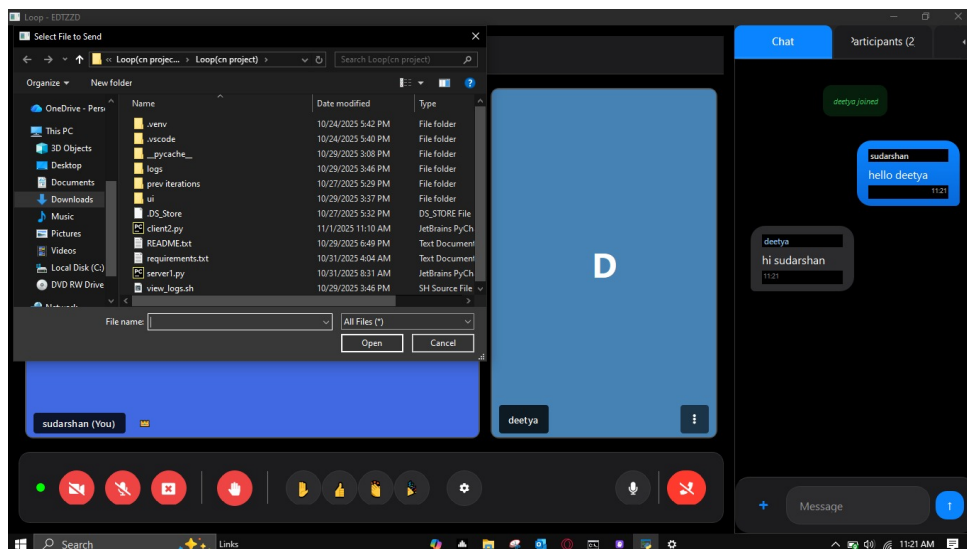 Loop - EDTZZD
Select File to Send
« Loop(cn projec... › Loop(cn project) ›
Search Loop(cn project)
Organize
New folder
Name Date modified Type
OneDrive - Pers
This PC
3D Objects
Desktop
Documents
Downloads
Music
Pictures
Videos
Local Disk (C:)
DVD RW Drive
.venv 10/24/2025 5:42 PM File folder
.vscode 10/24/2025 5:40 PM File folder
__pycache__ 10/29/2025 3:08 PM File folder
logs 10/29/2025 3:46 PM File folder
prev iterations 10/27/2025 5:29 PM File folder
ui 10/29/2025 3:37 PM File folder
.DS_Store 10/27/2025 5:32 PM DS_STORE File
client2.py 11/1/2025 11:10 AM JetBrains PyCh
README.txt 10/29/2025 6:49 PM Text Document
requirements.txt 10/31/2025 4:04 AM Text Document
server1.py 10/31/2025 8:31 AM JetBrains PyCh
view_logs.sh 10/29/2025 3:46 PM SH Source File
File name:
All Files (*)
Open
Cancel
sudarshan (You)
D
deetya
Chat
Participants (2
deetya joined
sudarshan
hello deetya
11:21
deetya
hi sudarshan
11:21
+
Message
↑
Search
Links
11:21 AM